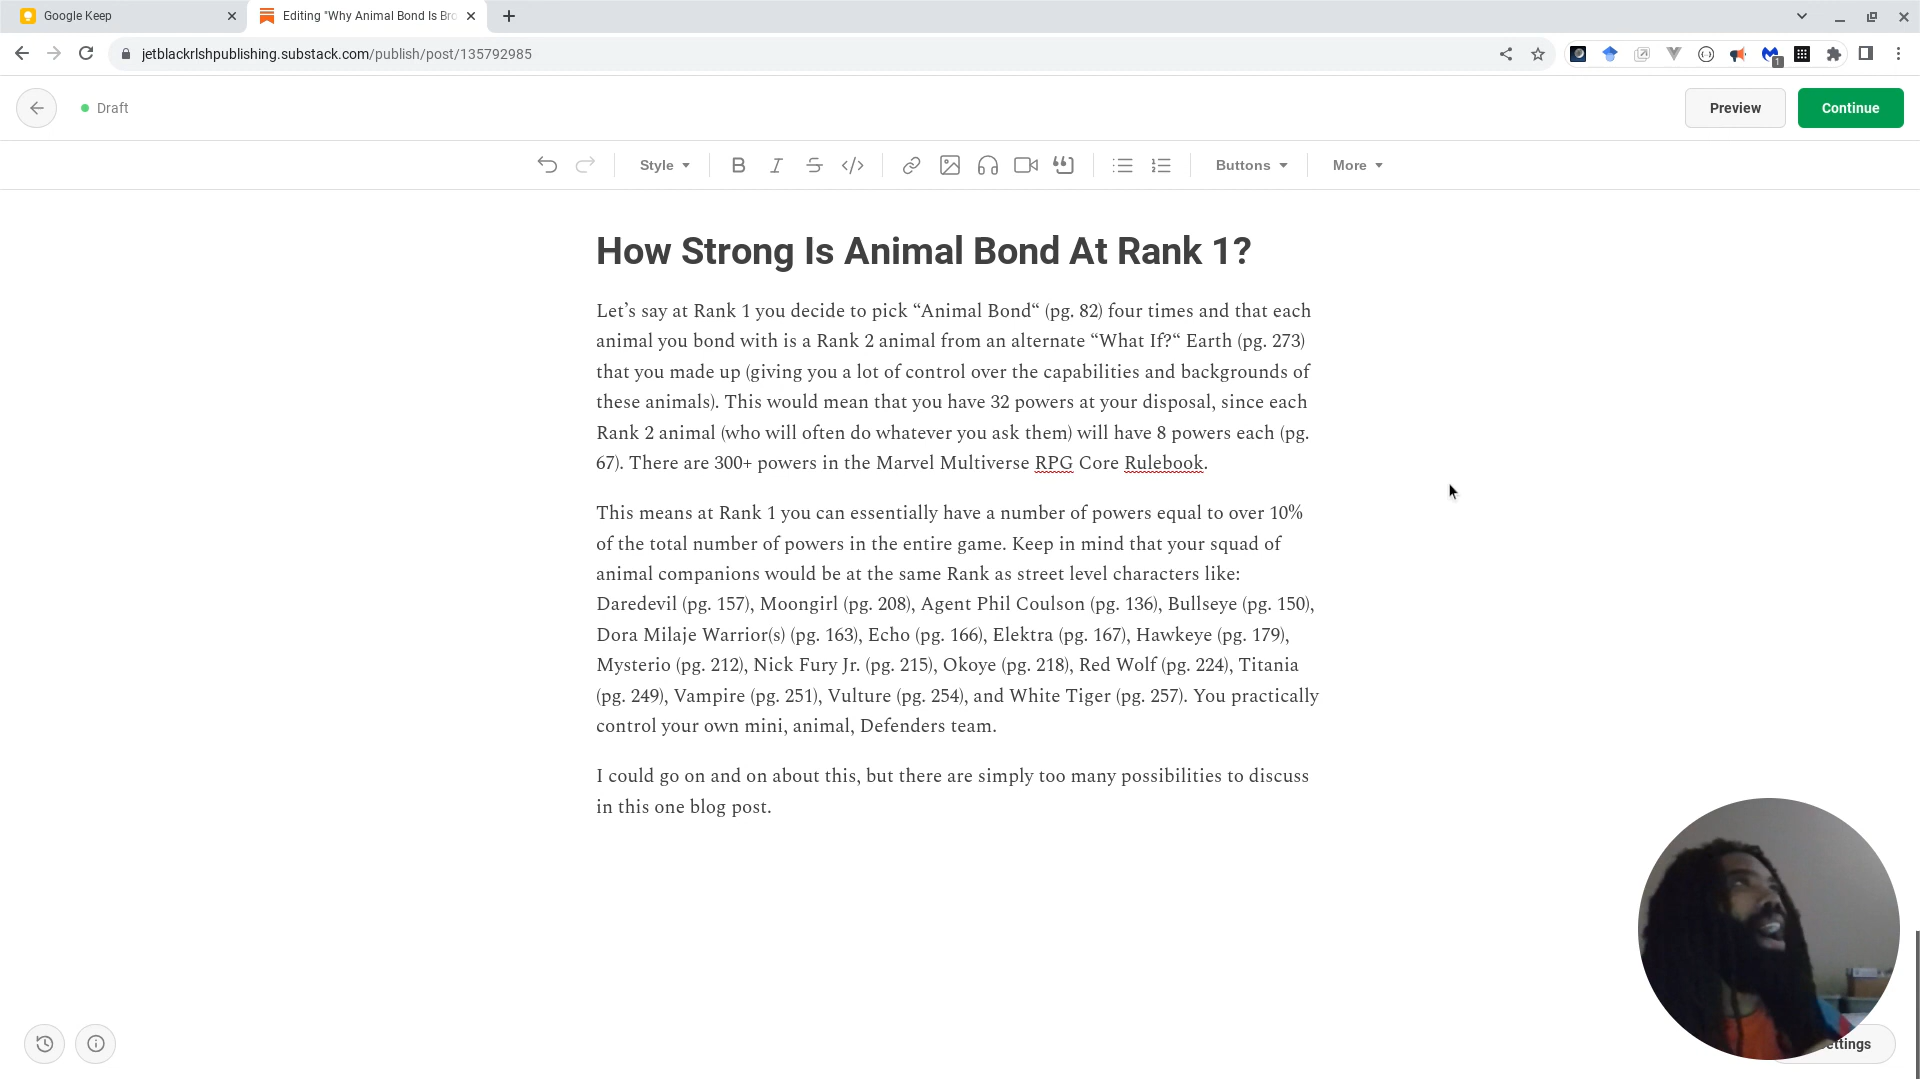 Google Keep
Editing "Why Animal Bond Is Bro
jetblackrlshpublishing.substack.com/publish/post/135792985
1
Draft
Preview
Continue
Style
Buttons
More
How Strong Is Animal Bond At Rank 1?
Let’s say at Rank 1 you decide to pick “Animal Bond“ (pg. 82) four times and that each
animal you bond with is a Rank 2 animal from an alternate “What If?“ Earth (pg. 273)
that you made up (giving you a lot of control over the capabilities and backgrounds of
these animals). This would mean that you have 32 powers at your disposal, since each
Rank 2 animal (who will often do whatever you ask them) will have 8 powers each (pg.
67). There are 300+ powers in the Marvel Multiverse RPG Core Rulebook.
This means at Rank 1 you can essentially have a number of powers equal to over 10%
of the total number of powers in the entire game. Keep in mind that your squad of
animal companions would be at the same Rank as street level characters like:
Daredevil (pg. 157), Moongirl (pg. 208), Agent Phil Coulson (pg. 136), Bullseye (pg. 150),
Dora Milaje Warrior(s) (pg. 163), Echo (pg. 166), Elektra (pg. 167), Hawkeye (pg. 179),
Mysterio (pg. 212), Nick Fury Jr. (pg. 215), Okoye (pg. 218), Red Wolf (pg. 224), Titania
(pg. 249), Vampire (pg. 251), Vulture (pg. 254), and White Tiger (pg. 257). You practically
control your own mini, animal, Defenders team.
I could go on and on about this, but there are simply too many possibilities to discuss
in this one blog post.
ettings